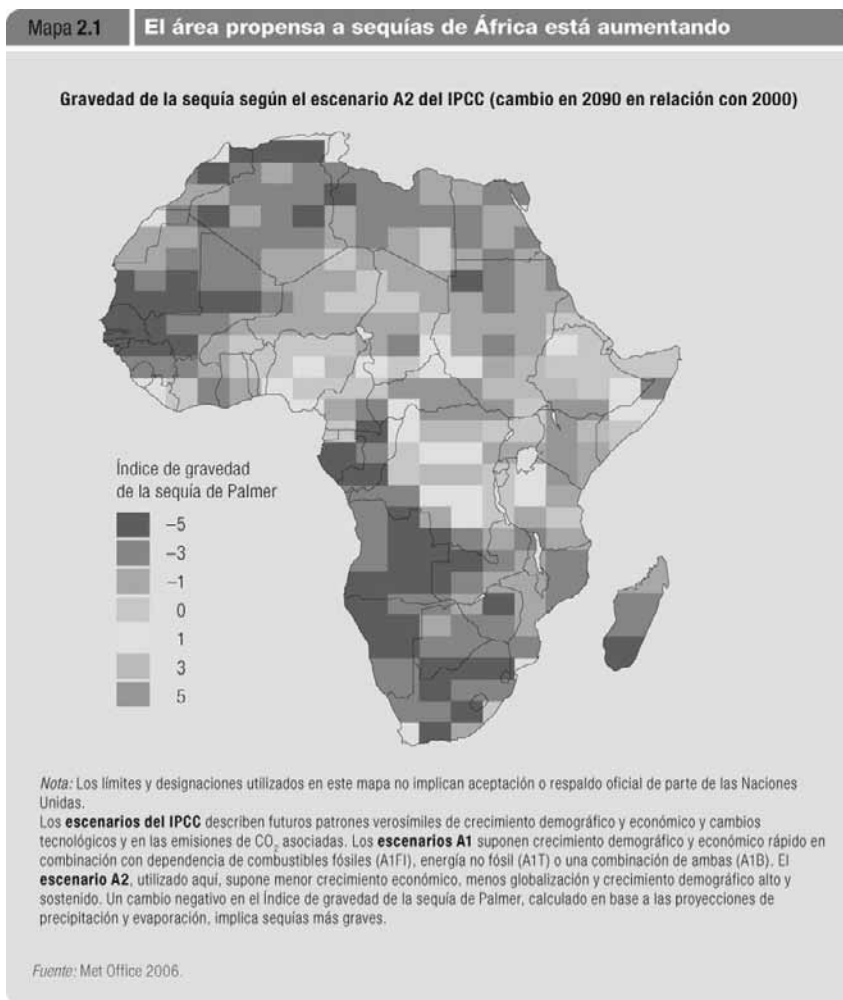 Mapa 2.1 El área propensa a sequías de África está aumentando
Gravedad de la sequía según el escenario A2 del IPCC (cambio en 2090 en relación con 2000)
Índice de gravedad
de la sequía de Palmer
–5
–3
–1
0
1
3
5
Nota: Los límites y designaciones utilizados en este mapa no implican aceptación o respaldo oficial de parte de las Naciones
Unidas.
Los escenarios del IPCC describen futuros patrones verosímiles de crecimiento demográfico y económico y cambios
tecnológicos y en las emisiones de CO₂ asociadas. Los escenarios A1 suponen crecimiento demográfico y económico rápido en
combinación con dependencia de combustibles fósiles (A1FI), energía no fósil (A1T) o una combinación de ambas (A1B). El
escenario A2, utilizado aquí, supone menor crecimiento económico, menos globalización y crecimiento demográfico alto y
sostenido. Un cambio negativo en el Índice de gravedad de la sequía de Palmer, calculado en base a las proyecciones de
precipitación y evaporación, implica sequías más graves.
Fuente: Met Office 2006.